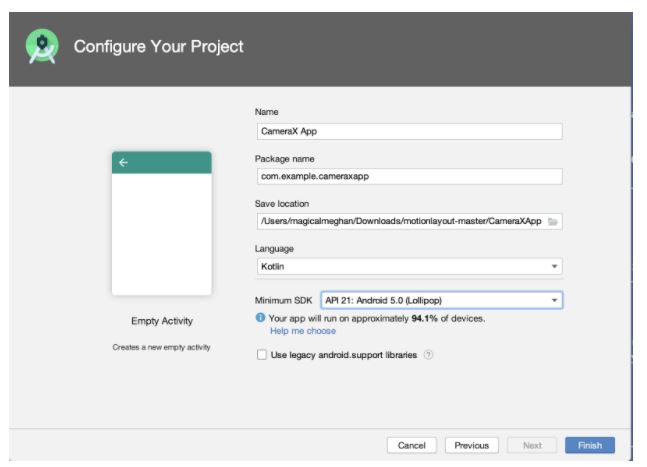 Configure Your Project
Name
CameraX App
Package name
com.example.cameraxapp
Save location
/Users/magicalmeghan/Downloads/motionlayout-master/CameraXApp
Language
Kotlin
Minimum SDK API 21: Android 5.0 (Lollipop)
Your app will run on approximately 94.1% of devices.
Help me choose
Use legacy android.support libraries ?
Empty Activity
Creates a new empty activity
Cancel Previous Next Finish